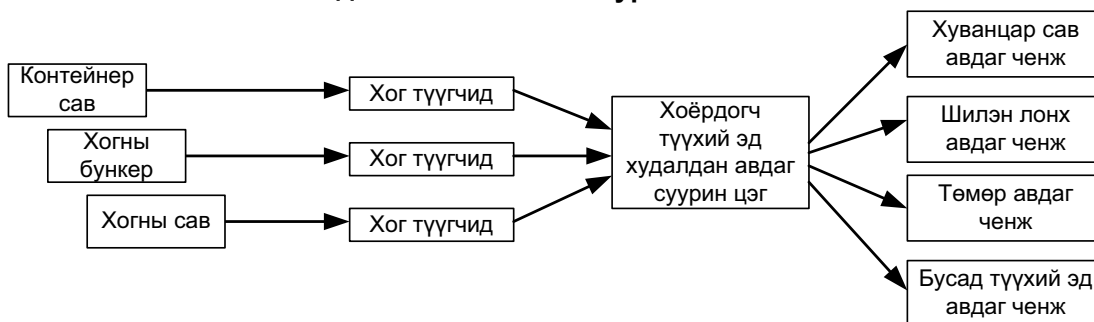 Контейнер
сав
Хогны
бункер
Хогны сав
Хог түүгчид
Хог түүгчид
Хог түүгчид
Хоёрдогч
түүхий эд
худалдан авдаг
суурин цэг
Хуванцар сав
авдаг ченж
Шилэн лонх
авдаг ченж
Төмөр авдаг
ченж
Бусад түүхий эд
авдаг ченж